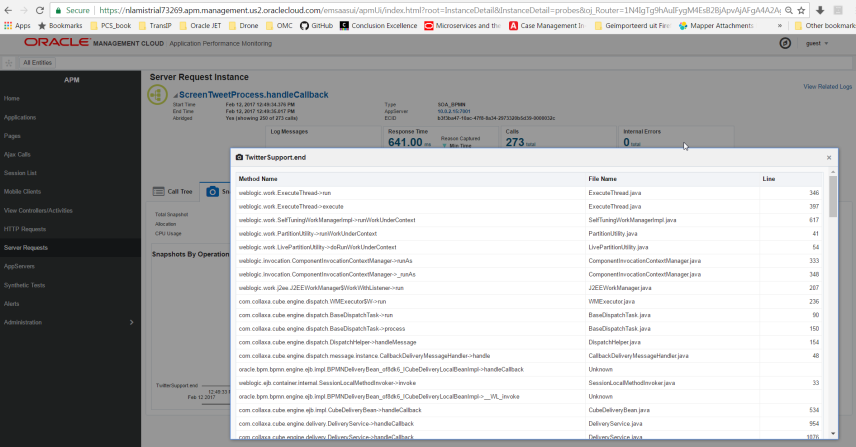 Secure https://nlamistrial73269.apm.management.us2.oraclecloud.com/emsaasui/apmUi/index.html?root=InstanceDetail&InstanceDetail=probes&oj_Router=
Apps Bookmarks PCS_book TransIP Oracle JET Drone OMC GitHub Conclusion Excellence Microservices and the Case Management In Geïmporteerd uit Firef Mapper Attachments » Other bookmarks
ORACLE MANAGEMENT CLOUD Application Performance Monitoring guest
All Entities
APM
Home
Applications
Pages
Ajax Calls
Session List
Mobile Clients
View Controllers/Activities
HTTP Requests
Server Requests
AppServers
Synthetic Tests
Alerts
Administration
Server Request Instance
View Related Logs
ScreenTweetProcess.handleCallback
Start Time Feb 12, 2017 12:49:34.376 PM Type SOA_BPMN
End Time Feb 12, 2017 12:49:35.017 PM AppServer 10.0.2.15:7001
Abridged Yes (showing 250 of 273 calls) ECID
Log Messages Response Time Calls Internal Errors
641.00 ms Reason Captured Min Time 273 total 0 total
Call Tree
Total Snapshot
Allocation
CPU Usage
Snapshots By Operation
TwitterSupport.end
Feb 12 2017
TwitterSupport.end ×
Method Name File Name Line
weblogic.work.ExecuteThread->run ExecuteThread.java 346
weblogic.work.ExecuteThread->execute ExecuteThread.java 397
weblogic.work.SelfTuningWorkManagerImpl->runWorkUnderContext SelfTuningWorkManagerImpl.java 617
weblogic.work.PartitionUtility->runWorkUnderContext PartitionUtility.java 41
weblogic.work.LivePartitionUtility->doRunWorkUnderContext LivePartitionUtility.java 54
weblogic.invocation.ComponentInvocationContextManager->runAs ComponentInvocationContextManager.java 333
weblogic.invocation.ComponentInvocationContextManager->_runAs ComponentInvocationContextManager.java 348
weblogic.work.j2ee.J2EEWorkManager$WorkWithListener->run J2EEWorkManager.java 207
com.collaxa.cube.engine.dispatch.WMExecutor$W->run WMExecutor.java 236
com.collaxa.cube.engine.dispatch.BaseDispatchTask->run BaseDispatchTask.java 90
com.collaxa.cube.engine.dispatch.BaseDispatchTask->process BaseDispatchTask.java 150
com.collaxa.cube.engine.dispatch.DispatchHelper->handleMessage DispatchHelper.java 154
com.collaxa.cube.engine.dispatch.message.instance.CallbackDeliveryMessageHandler->handle CallbackDeliveryMessageHandler.java 48
oracle.bpm.bpmn.engine.ejb.impl.BPMNDeliveryBean_of8dk6_ICubeDeliveryLocalBeanImpl->handleCallback Unknown
weblogic.ejb.container.internal.SessionLocalMethodInvoker->invoke SessionLocalMethodInvoker.java 33
oracle.bpm.bpmn.engine.ejb.impl.BPMNDeliveryBean_of8dk6_ICubeDeliveryLocalBeanImpl->__WL_invoke Unknown
com.collaxa.cube.engine.ejb.impl.CubeDeliveryBean->handleCallback CubeDeliveryBean.java 534
com.collaxa.cube.engine.delivery.DeliveryService->handleCallback DeliveryService.java 954
com.collaxa.cube.engine.delivery.DeliveryService->handleCallback DeliveryService.java 1076